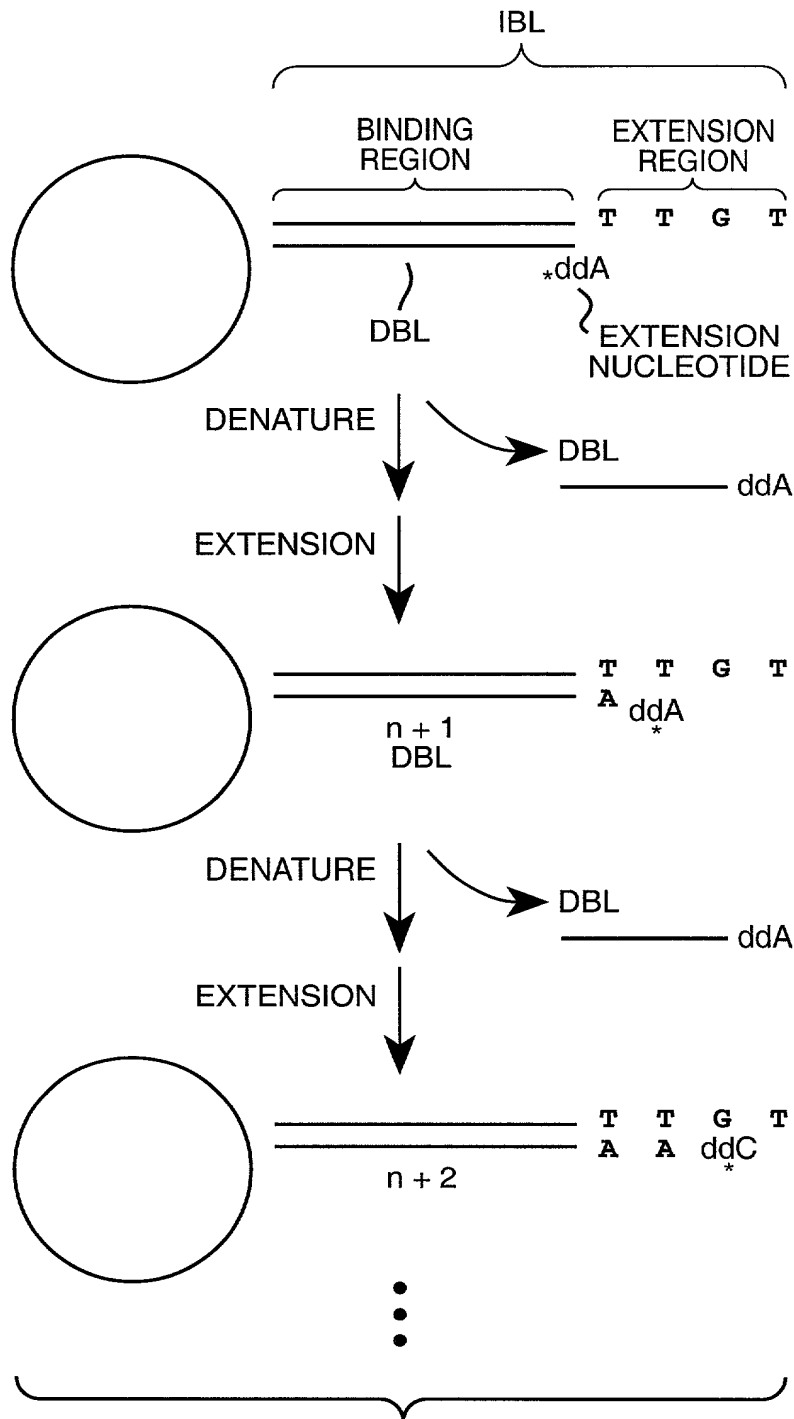 IBL
BINDING
REGION
EXTENSION
REGION
T T G T
*ddA
DBL
EXTENSION
NUCLEOTIDE
DENATURE
DBL
ddA
EXTENSION
T T G T
A ddA
*
n + 1
DBL
DENATURE
DBL
ddA
EXTENSION
T T G T
A A ddC
*
n + 2